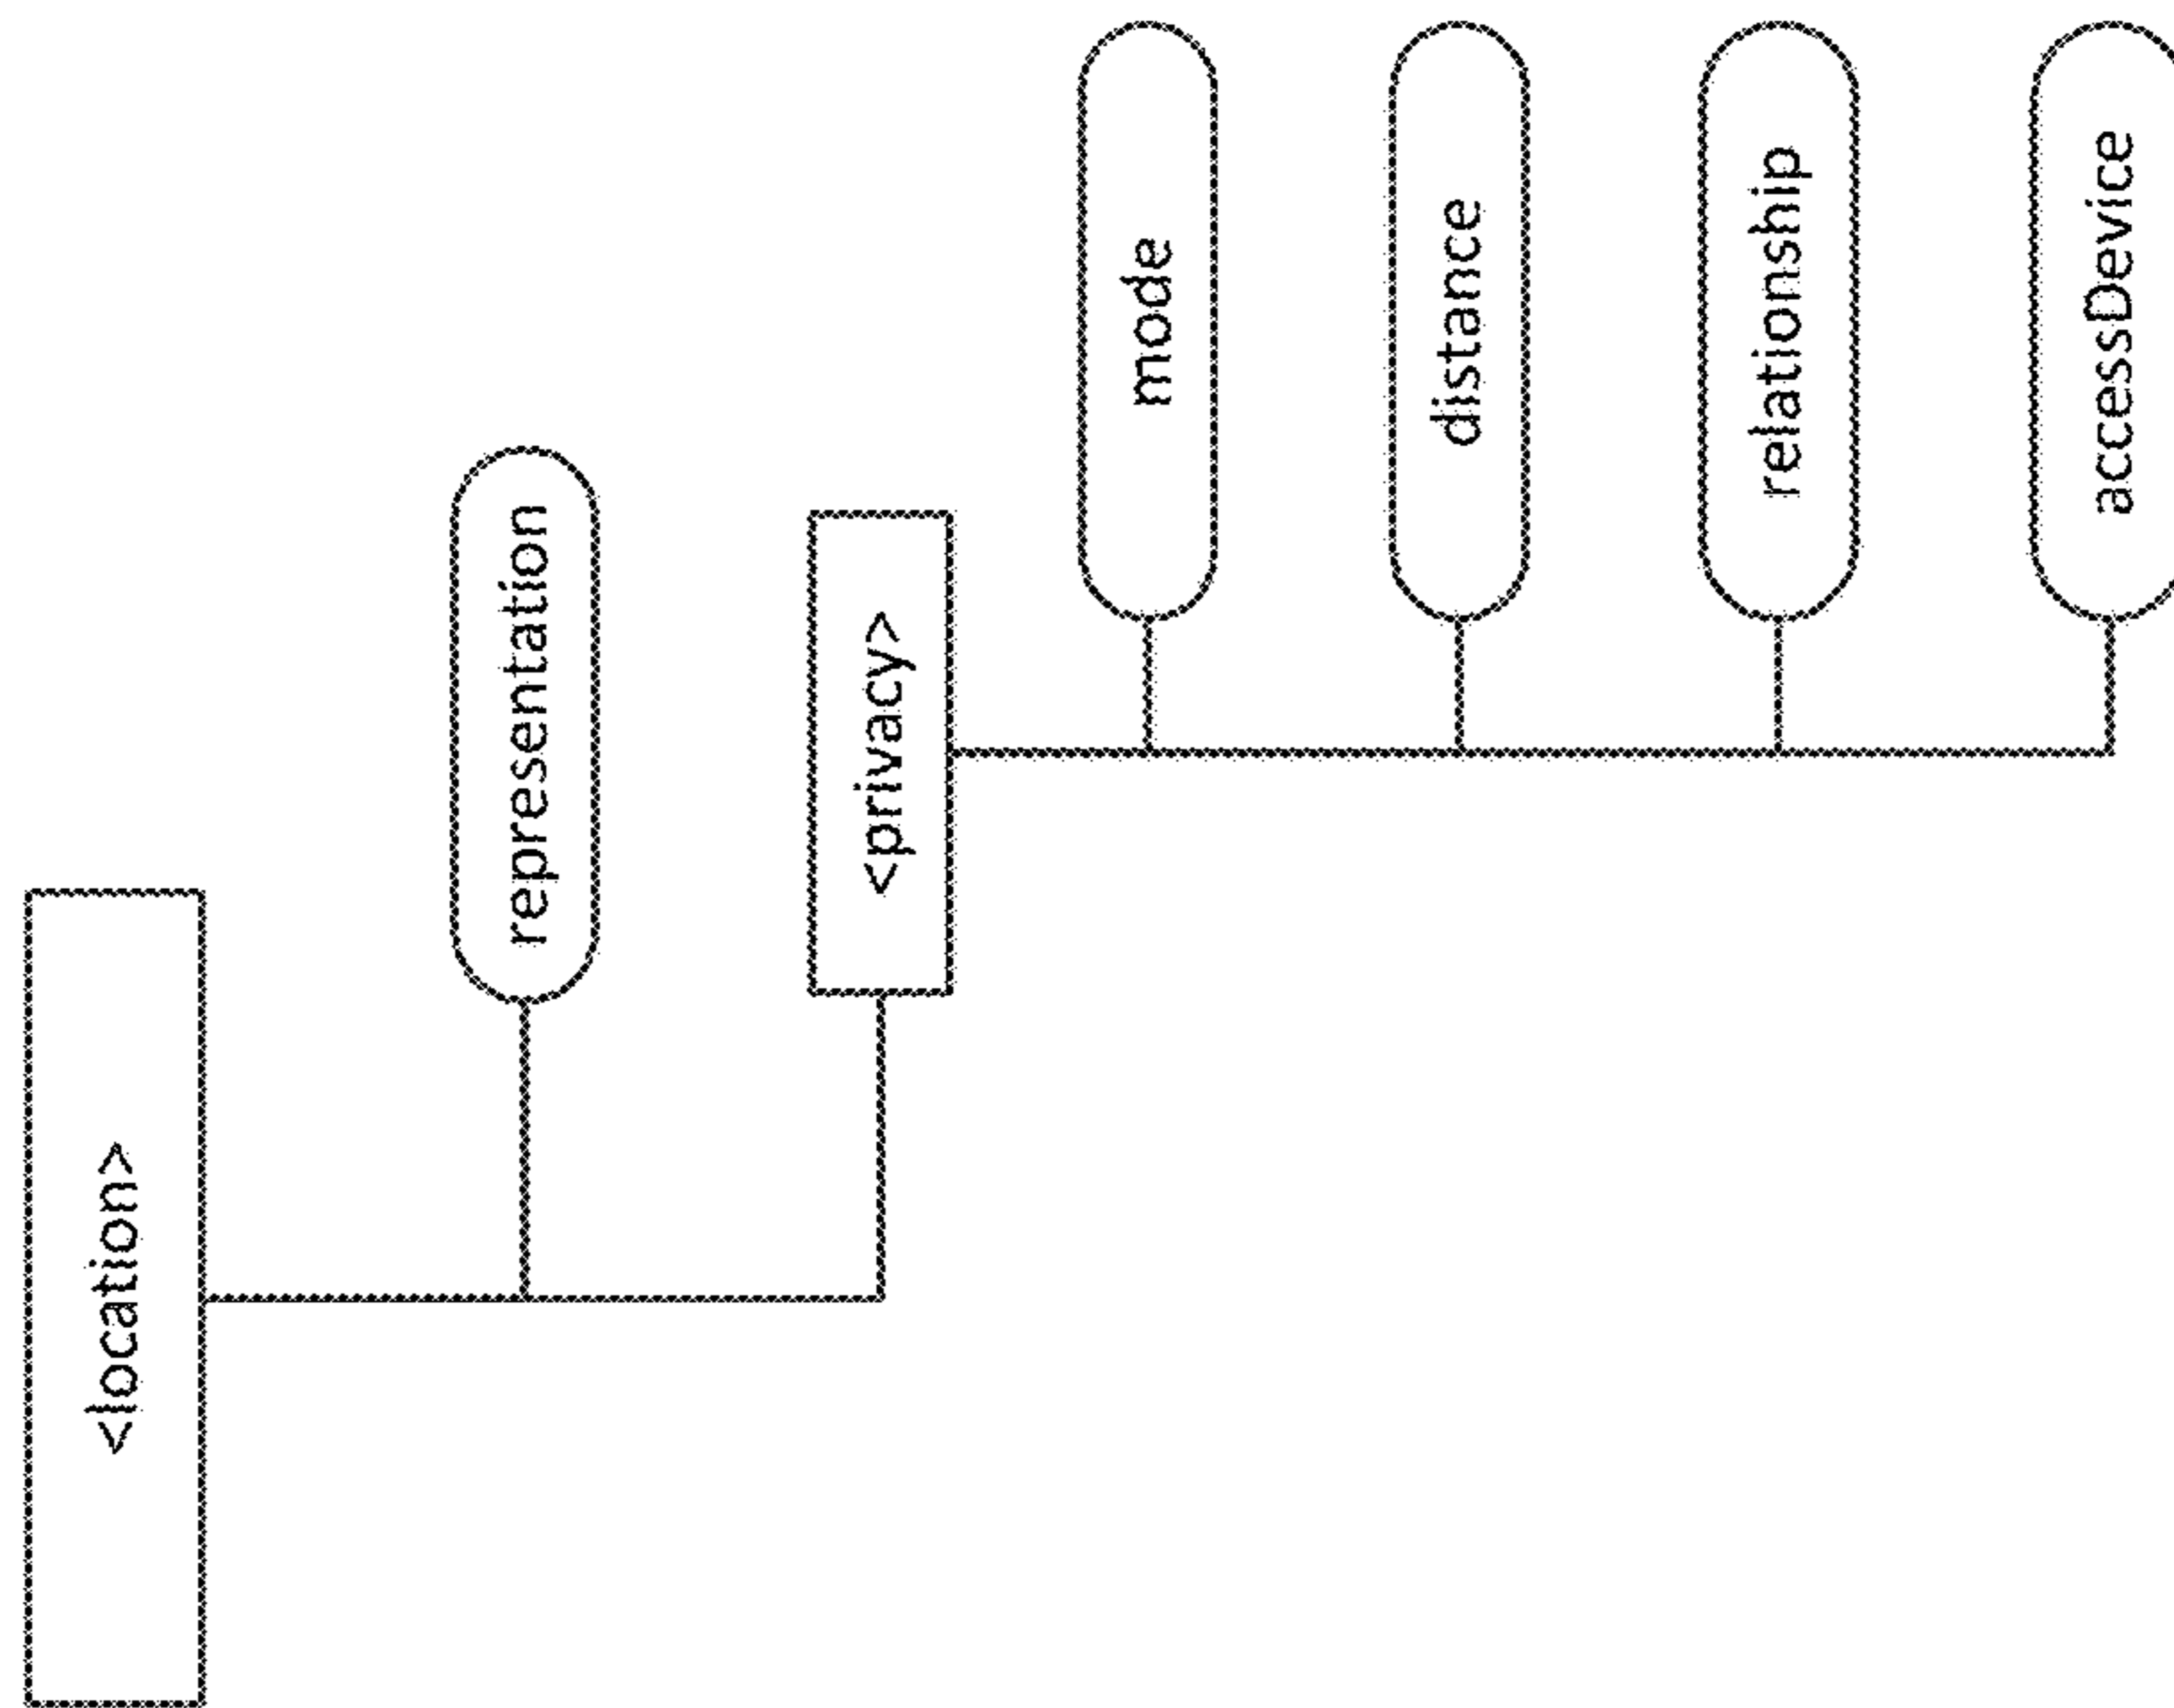 <location>
representation
<privacy>
mode
distance
relationship
accessDevice